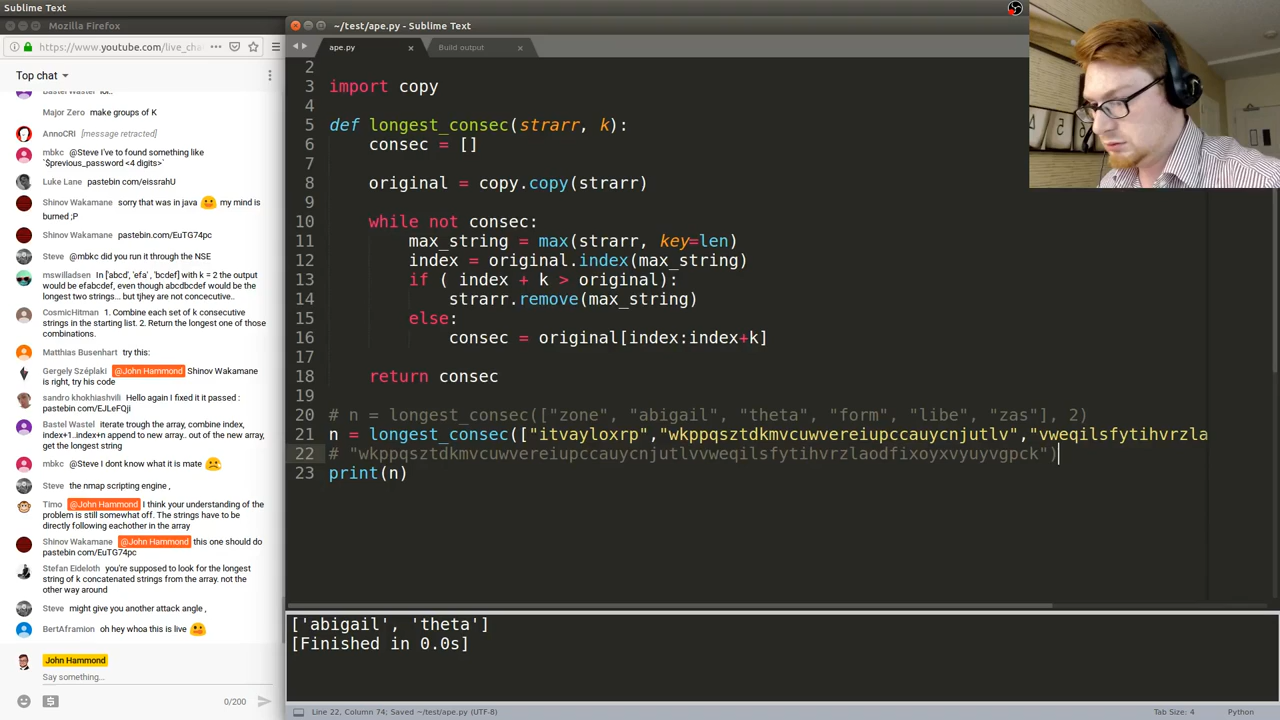 Sublime Text
Mozilla Firefox
~/test/ape.py - Sublime Text
https://www.youtube.com/live_cha
ape.py
Build output
Top chat
Bastel Wastel lol..
Major Zero make groups of K
AnnoCRI [message retracted]
mbkc @Steve I've to found something like
`$previous_password <4 digits>`
Luke Lane pastebin com/eissrahU
Shinov Wakamane sorry that was in java my mind is
burned ;P
Shinov Wakamane pastebin.com/EuTG74pc
Steve @mbkc did you run it through the NSE
mswilladsen In ['abcd', 'efa' , 'bcdef'] with k = 2 the output
would be efabcdef, even though abcdbcdef would be the
longest two strings... but tjhey are not concecutive..
CosmicHitman 1. Combine each set of k consecutive
strings in the starting list. 2. Return the longest one of those
combinations.
Matthias Busenhart try this:
Gergely Széplaki @John Hammond Shinov Wakamane
is right, try his code
sandro khokhiashvili Hello again I fixed it it passed :
pastebin com/EJLeFQji
Bastel Wastel iterate trough the array, combine index,
index+1..index+n append to new array.. out of the new array,
get the longest string
mbkc @Steve I dont know what is it mate
Steve the nmap scripting engine ,
Timo @John Hammond I think your understanding of the
problem is still somewhat off. The strings have to be
directly following eachother in the array
Shinov Wakamane @John Hammond this one should do
pastebin com/EuTG74pc
Stefan Eideloth you're supposed to look for the longest
string of k concatenated strings from the array. not the
other way around
Steve might give you another attack angle ,
BertAframion oh hey whoa this is live
John Hammond
Say something...
0/200
2
3 import copy
4
5 def longest_consec(strarr, k):
6 consec = []
7
8 original = copy.copy(strarr)
9
10 while not consec:
11 max_string = max(strarr, key=len)
12 index = original.index(max_string)
13 if ( index + k > original):
14 strarr.remove(max_string)
15 else:
16 consec = original[index:index+k]
17
18 return consec
19
20 # n = longest_consec(["zone", "abigail", "theta", "form", "libe", "zas"], 2)
21 n = longest_consec(["itvayloxrp","wkppqsztdkmvcuwvereiupccauycnjutlv","vweqilsfytihvrzla
22 # "wkppqsztdkmvcuwvereiupccauycnjutlvvweqilsfytihvrzlaodfixoyxvyuyvgpck")
23 print(n)
['abigail', 'theta']
[Finished in 0.0s]
Line 22, Column 74; Saved ~/test/ape.py (UTF-8)
Tab Size: 4
Python